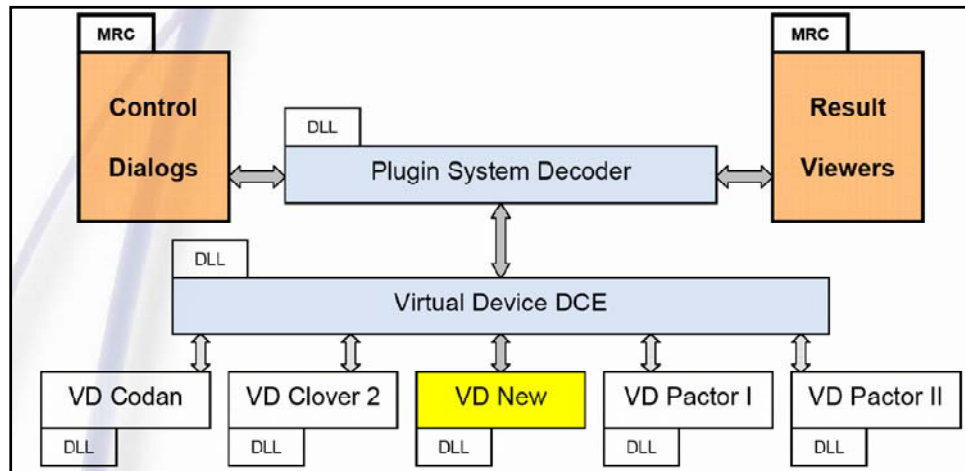 MRC
MRC
Control
Dialogs
Result
Viewers
DLL
Plugin System Decoder
DLL
Virtual Device DCE
VD Codan
VD Clover 2
VD New
VD Pactor I
VD Pactor II
DLL
DLL
DLL
DLL
DLL